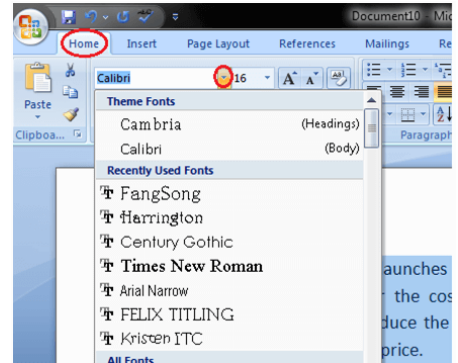 Document10 - Mic
Home Insert Page Layout References Mailings Re
Paste
Calibri 16
Clipboa...
Paragraph
Theme Fonts
Cambria (Headings)
Calibri (Body)
Recently Used Fonts
FangSong
Harrington
Century Gothic
Times New Roman
Arial Narrow
FELIX TITLING
Kristen ITC
All Fonts
aunches
the cos
duce the
price.